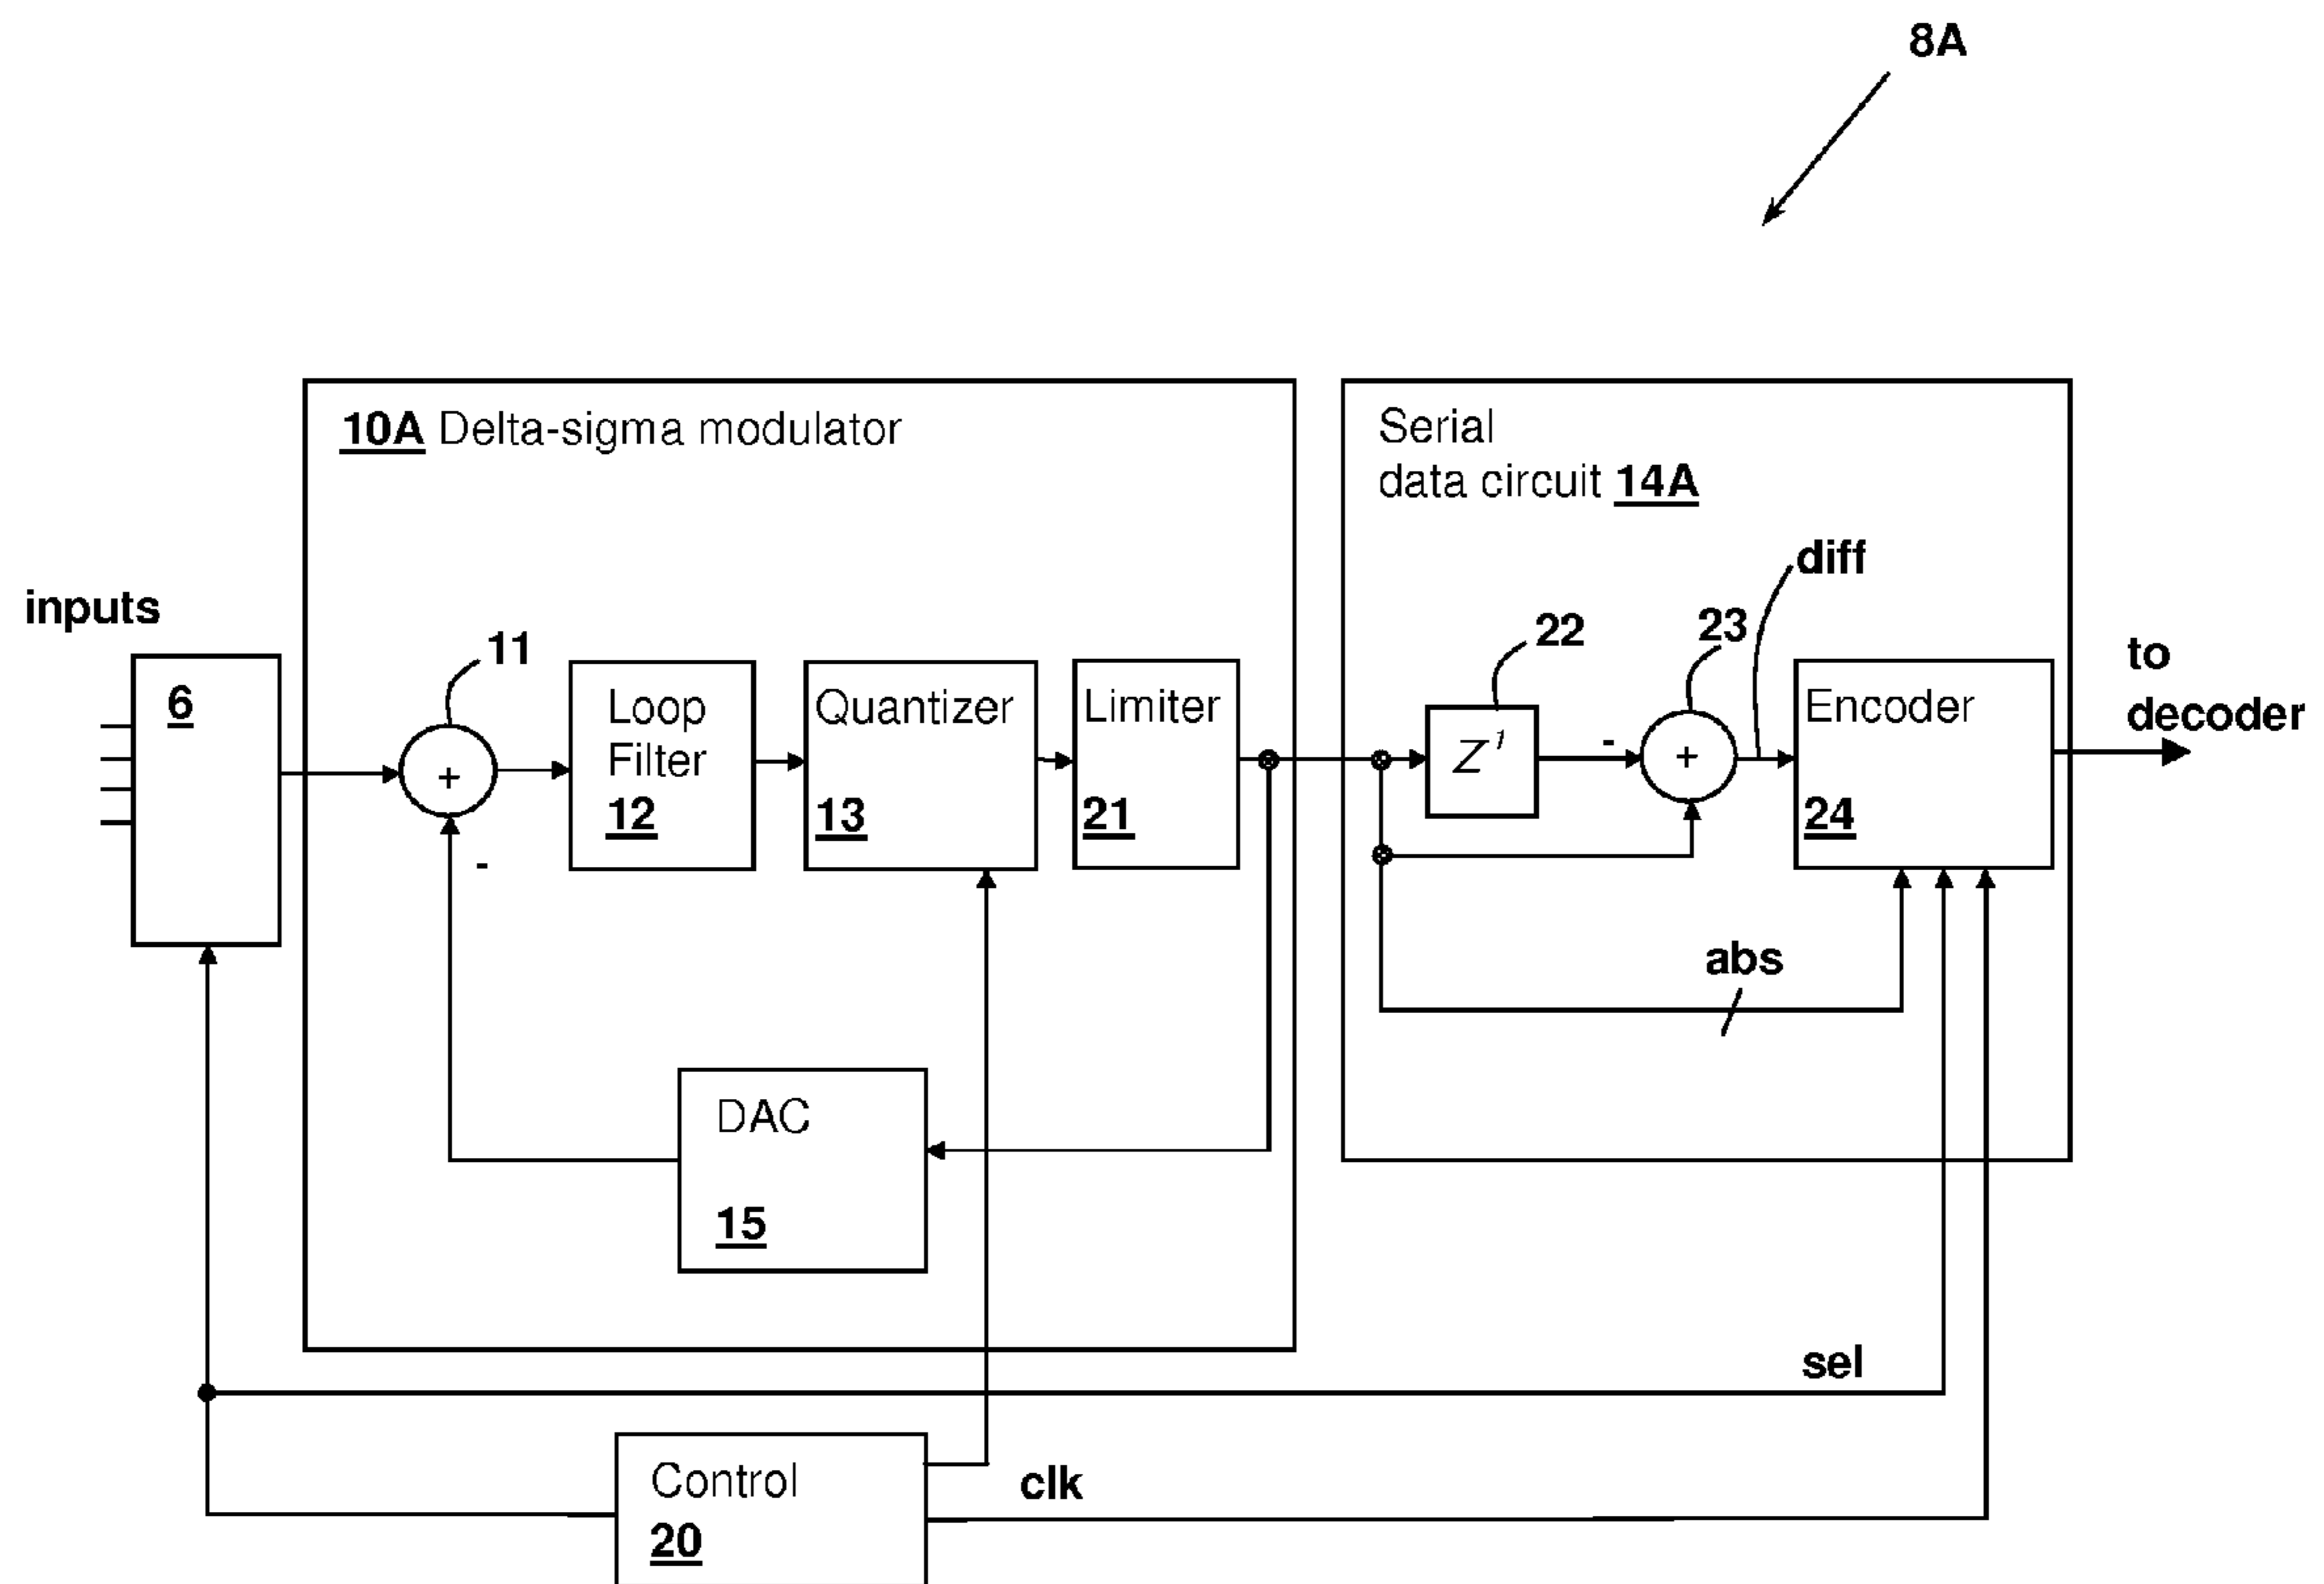 8A
10A Delta-sigma modulator
Serial
data circuit 14A
diff
inputs
11
22
23
to
decoder
6
+
Loop
Filter
12
Quantizer
13
Limiter
21
Z'
-
+
Encoder
24
-
abs
DAC
15
sel
Control
20
clk